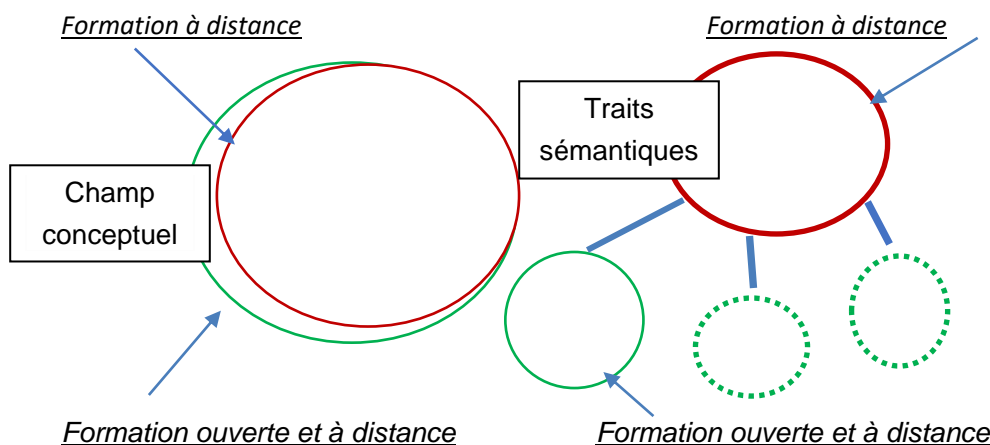 Formation à distance
Formation à distance
Traits
sémantiques
Champ
conceptuel
Formation ouverte et à distance
Formation ouverte et à distance